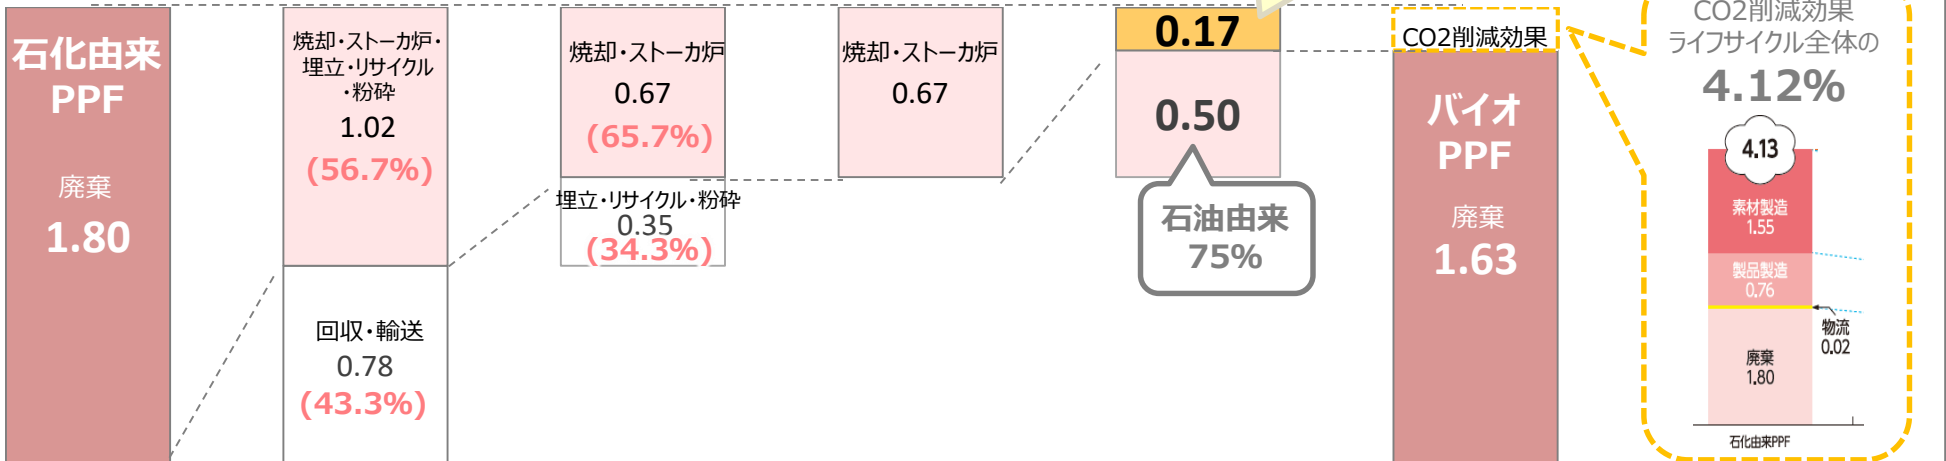 石化由来
PPF
廃棄
1.80
焼却・ストーカ炉・
埋立・リサイクル
・粉砕
1.02
(56.7%)
回収・輸送
0.78
(43.3%)
焼却・ストーカ炉
0.67
(65.7%)
埋立・リサイクル・粉砕
0.35
(34.3%)
焼却・ストーカ炉
0.67
0.17
0.50
石油由来
75%
CO2削減効果
バイオ
PPF
廃棄
1.63
CO2削減効果
ライフサイクル全体の
4.12%
4.13
素材製造
1.55
製品製造
0.76
物流
0.02
廃棄
1.80
石化由来PPF